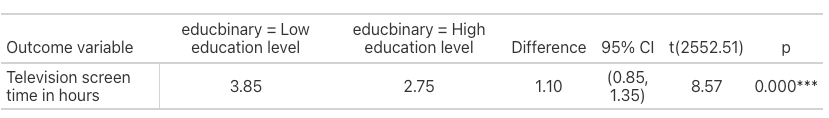 educbinary = Low educbinary = High
Outcome variable education level education level Difference 95% CI t(2552.51) p
Television screen (0.85,
time in hours 3.85 2.75 1.10 1.35) 8.57 0.000***